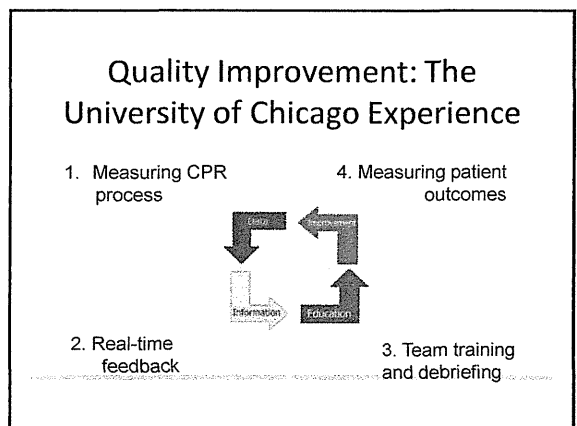 Quality Improvement: The
University of Chicago Experience
1. Measuring CPR
process
4. Measuring patient
outcomes
Data
Improvement
Information
Education
2. Real-time
feedback
3. Team training
and debriefing